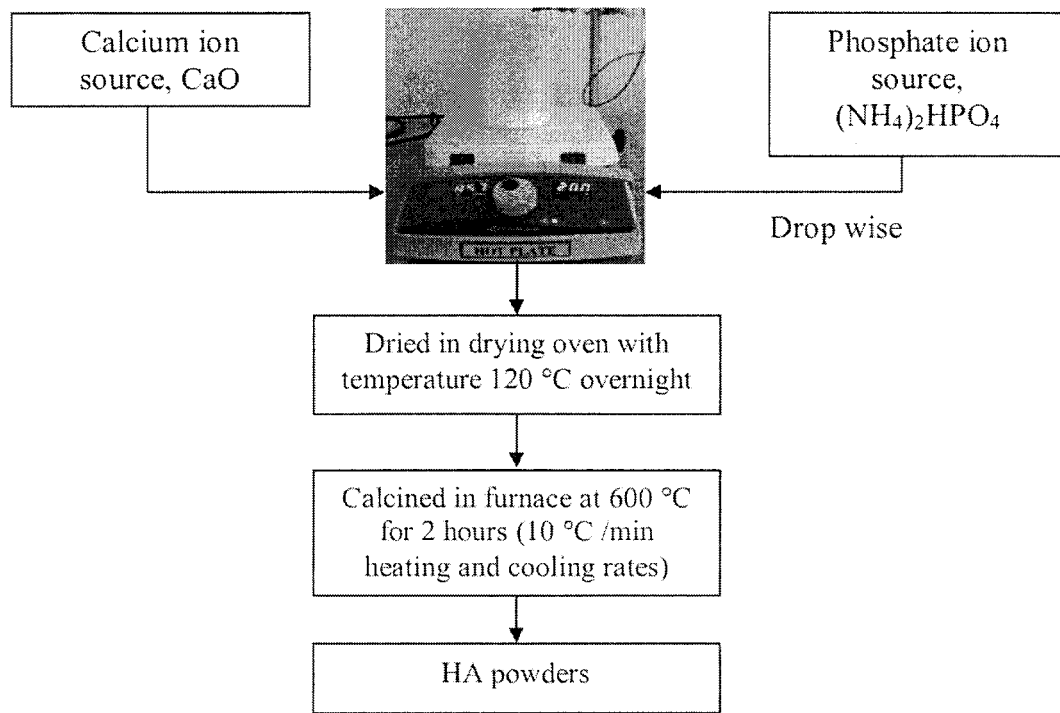 Calcium ion
source, CaO
Phosphate ion
source,
(NH₄)₂HPO₄
200
HOT PLATE
Drop wise
Dried in drying oven with
temperature 120 °C overnight
Calcined in furnace at 600 °C
for 2 hours (10 °C /min
heating and cooling rates)
HA powders